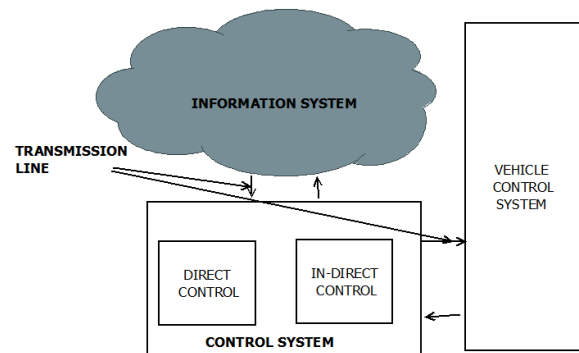 INFORMATION SYSTEM
TRANSMISSION
LINE
VEHICLE
CONTROL
SYSTEM
DIRECT
CONTROL
IN-DIRECT
CONTROL
CONTROL SYSTEM